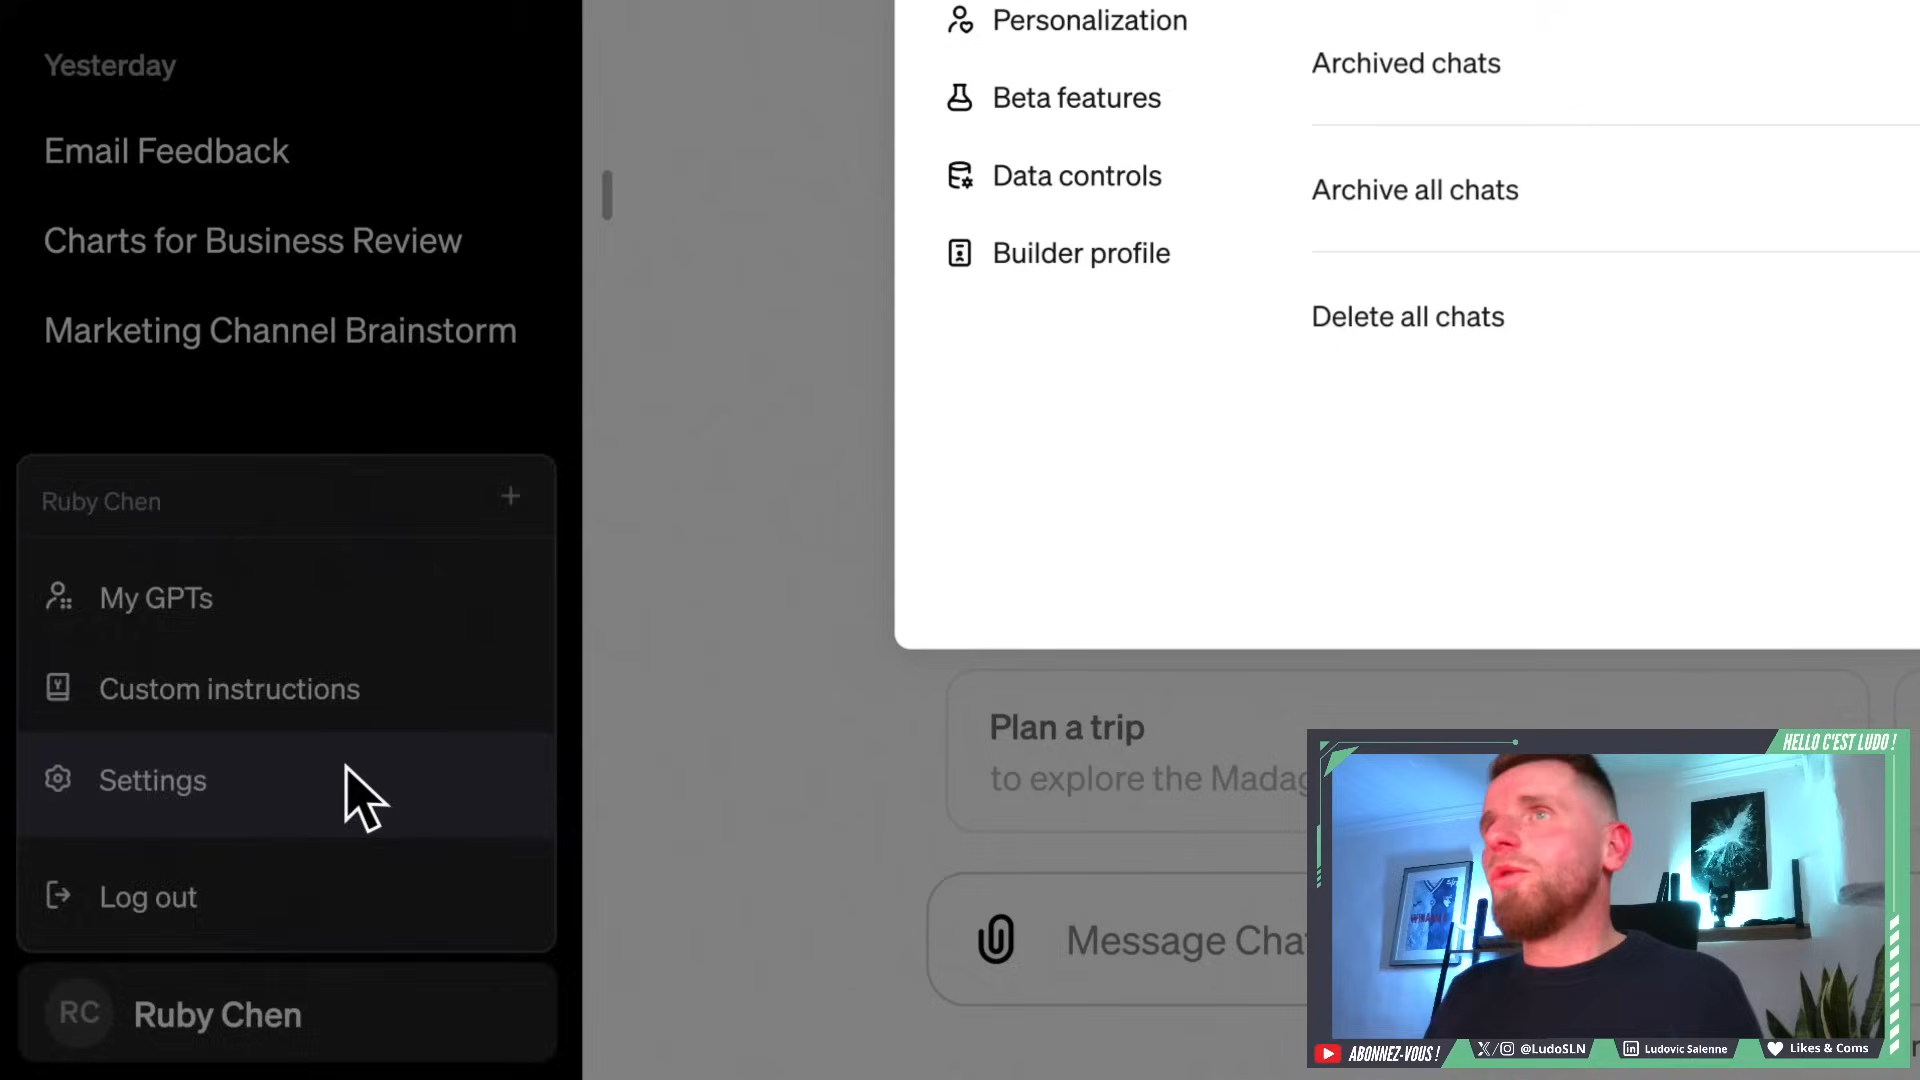 Yesterday
Email Feedback
Charts for Business Review
Marketing Channel Brainstorm
Ruby Chen
My GPTs
Custom instructions
Settings
Log out
RC Ruby Chen
Personalization
Beta features
Data controls
Builder profile
Archived chats
Archive all chats
Delete all chats
Plan a trip
to explore the Madag
Message Cha
HELLO C'EST LUDO !
ABONNEZ-VOUS !
@LudoSLN
Ludovic Salenne
Likes & Coms